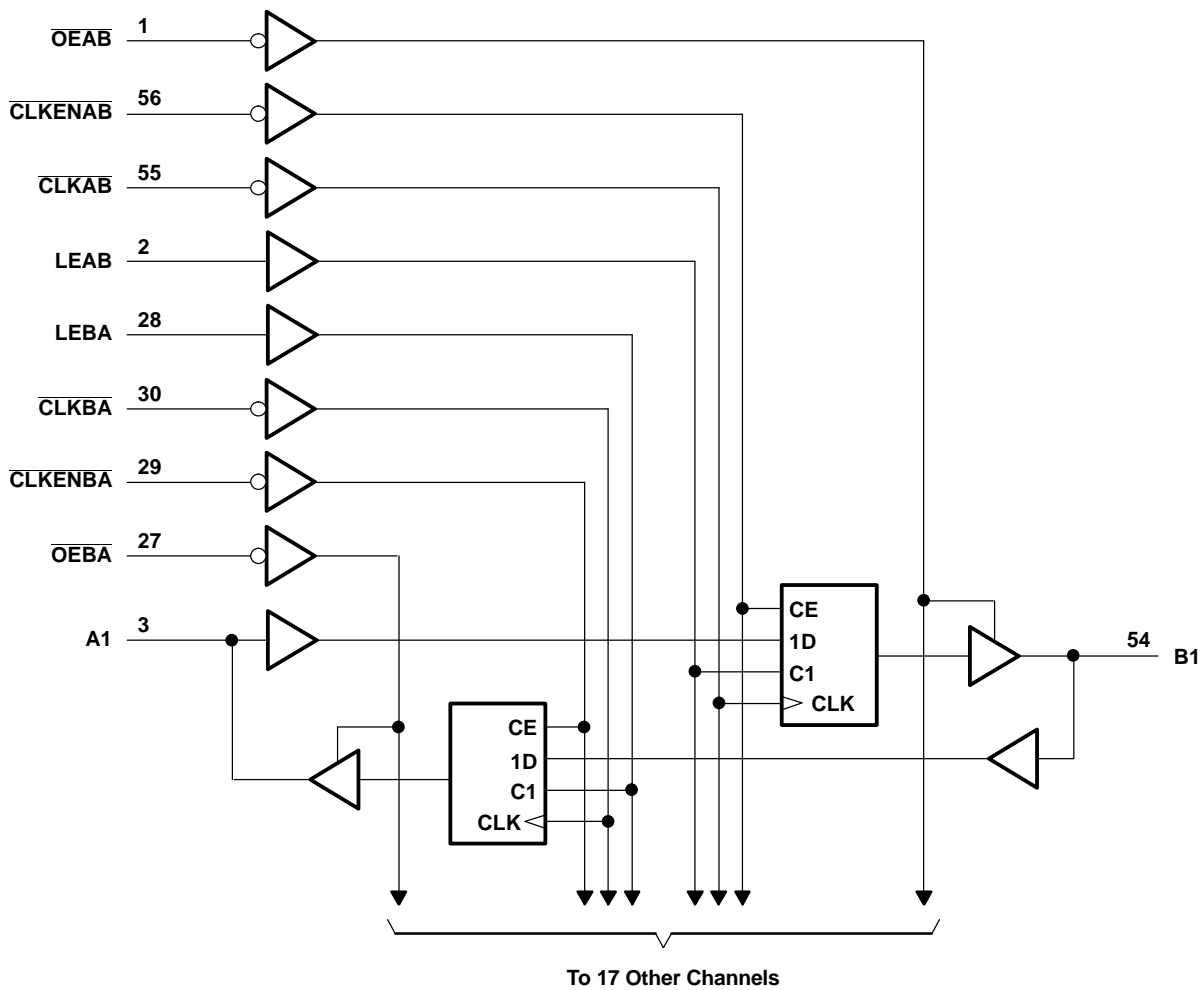 OEAB 1
CLKENAB 56
CLKAB 55
LEAB 2
LEBA 28
CLKBA 30
CLKENBA 29
OEBA 27
A1 3
CE
1D
C1
CLK
54 B1
CE
1D
C1
CLK
To 17 Other Channels